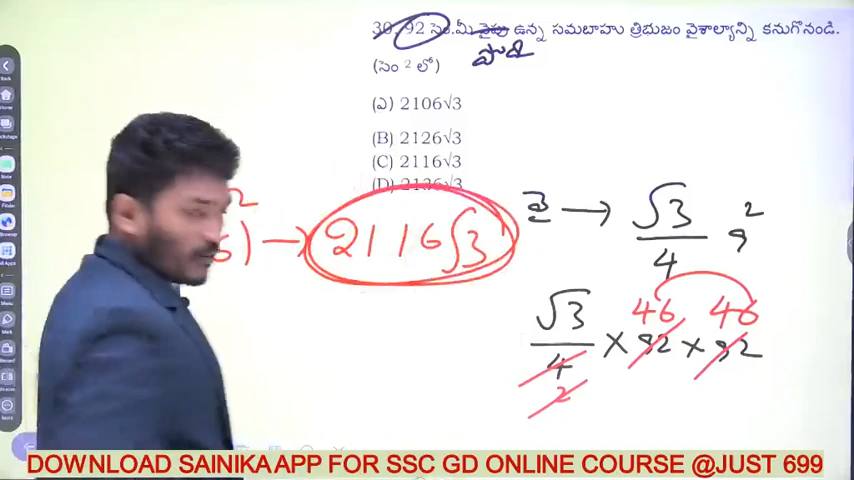 30. 92 సెం.మీ వైపు ఉన్న సమబాహు త్రిభుజం వైశాల్యాన్ని కనుగొనండి.
(సెం 2 లో)
(ఎ) 2106√3
(B) 2126√3
(C) 2116√3
(D) 2136√3
→ 2116√3
వై → √3/4 a²
√3/4 × 92 × 92
46 46
2
DOWNLOAD SAINIKA APP FOR SSC GD ONLINE COURSE @JUST 699